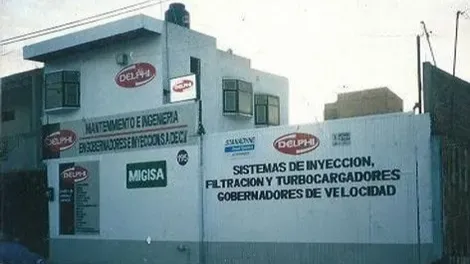 DELPHI
DELPHI
MANTENIMIENTO E INGENIERIA
EN GOBERNADORES E INYECCION S.A DE C.V
DELPHI
DELPHI
MIGISA
195
STANADYNE
DELPHI
SISTEMAS DE INYECCION,
FILTRACION Y TURBOCARGADORES
GOBERNADORES DE VELOCIDAD